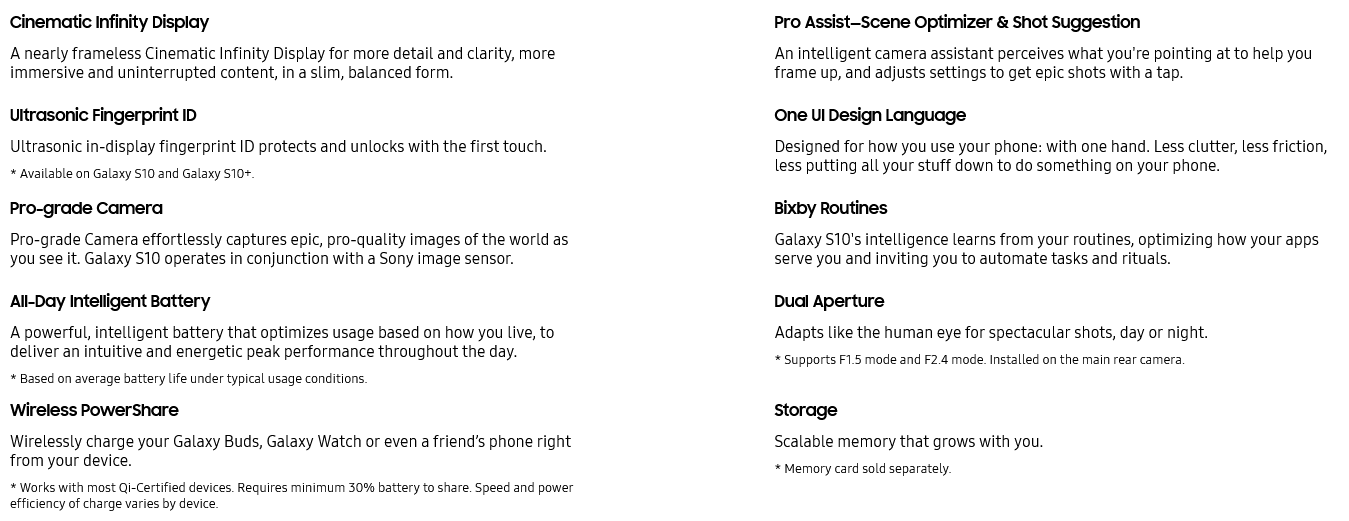 Cinematic Infinity Display
A nearly frameless Cinematic Infinity Display for more detail and clarity, more
immersive and uninterrupted content, in a slim, balanced form.
Ultrasonic Fingerprint ID
Ultrasonic in-display fingerprint ID protects and unlocks with the first touch.
* Available on Galaxy S10 and Galaxy S10+.
Pro-grade Camera
Pro-grade Camera effortlessly captures epic, pro-quality images of the world as
you see it. Galaxy S10 operates in conjunction with a Sony image sensor.
All-Day Intelligent Battery
A powerful, intelligent battery that optimizes usage based on how you live, to
deliver an intuitive and energetic peak performance throughout the day.
* Based on average battery life under typical usage conditions.
Wireless PowerShare
Wirelessly charge your Galaxy Buds, Galaxy Watch or even a friend’s phone right
from your device.
* Works with most Qi-Certified devices. Requires minimum 30% battery to share. Speed and power
efficiency of charge varies by device.
Pro Assist—Scene Optimizer & Shot Suggestion
An intelligent camera assistant perceives what you're pointing at to help you
frame up, and adjusts settings to get epic shots with a tap.
One UI Design Language
Designed for how you use your phone: with one hand. Less clutter, less friction,
less putting all your stuff down to do something on your phone.
Bixby Routines
Galaxy S10's intelligence learns from your routines, optimizing how your apps
serve you and inviting you to automate tasks and rituals.
Dual Aperture
Adapts like the human eye for spectacular shots, day or night.
* Supports F1.5 mode and F2.4 mode. Installed on the main rear camera.
Storage
Scalable memory that grows with you.
* Memory card sold separately.